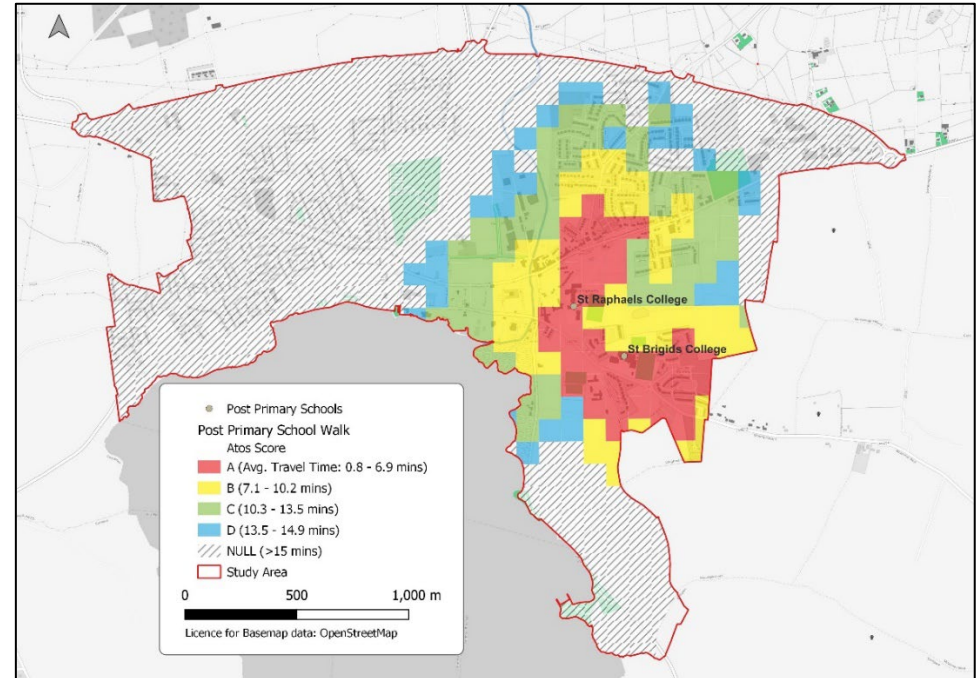 St Raphaels College
St Brigids College
Post Primary Schools
Post Primary School Walk
Atos Score
A (Avg. Travel Time: 0.8 - 6.9 mins)
B (7.1 - 10.2 mins)
C (10.3 - 13.5 mins)
D (13.5 - 14.9 mins)
NULL (>15 mins)
Study Area
0 500 1,000 m
Licence for Basemap data: OpenStreetMap